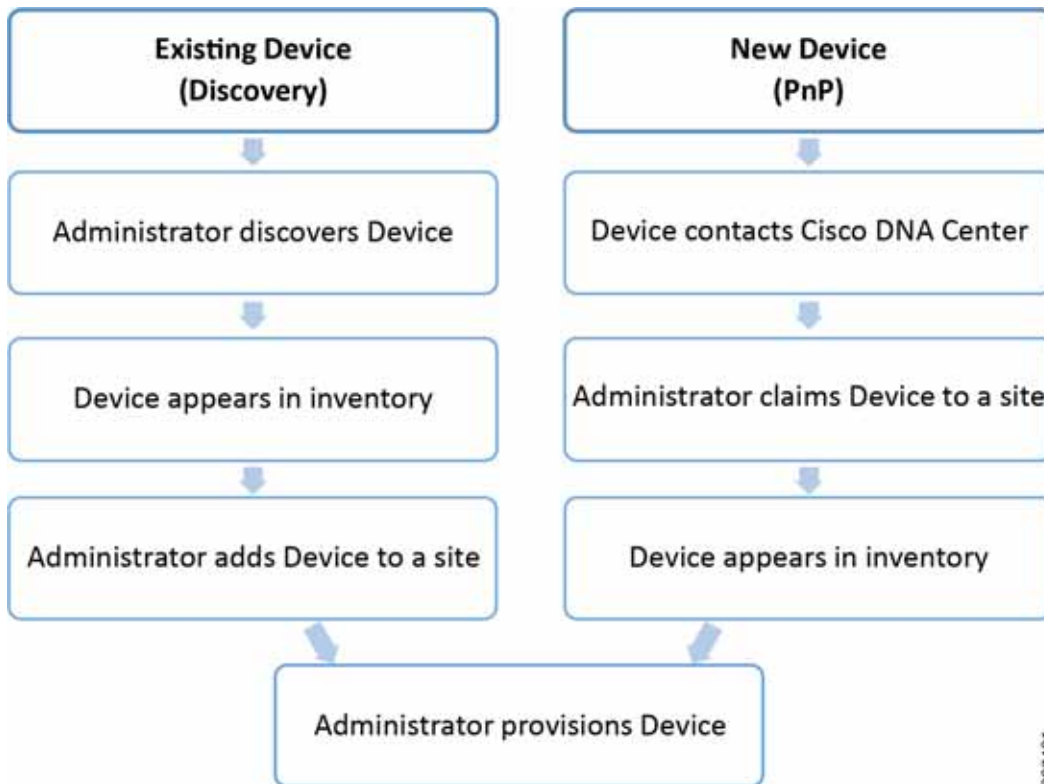 Existing Device
(Discovery)
Administrator discovers Device
Device appears in inventory
Administrator adds Device to a site
New Device
(PnP)
Device contacts Cisco DNA Center
Administrator claims Device to a site
Device appears in inventory
Administrator provisions Device